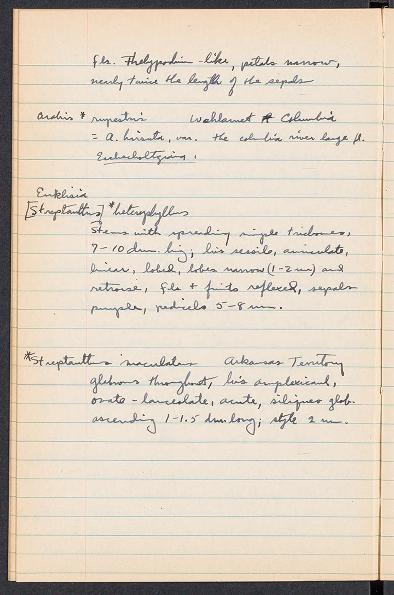 fls. Thelypodium-like, petals narrow,
nearly twice the length of the sepals
Arabis * rupestris Wahlamet & Columbia
= A. hirsuta, var. the columbia river large fl.
Eschscholtziana.
Euklisia
[Streptanthus] * heterophyllus
Stems with spreading simple trichomes,
7-10 dm. hig; lvs sessile, auriculate,
linear, lobed, lobes narrow (1-2 mm) and
retrorse, fls + fruits reflexed, sepals
purple, pedicels 5-8 mm.
*Streptanthus maculatus Arkansas Territory
glabrous throughout, lvs amplexicaul,
ovate-lanceolate, acute, siliques glab.
ascending 1-1.5 dm. long; style 2 mm.